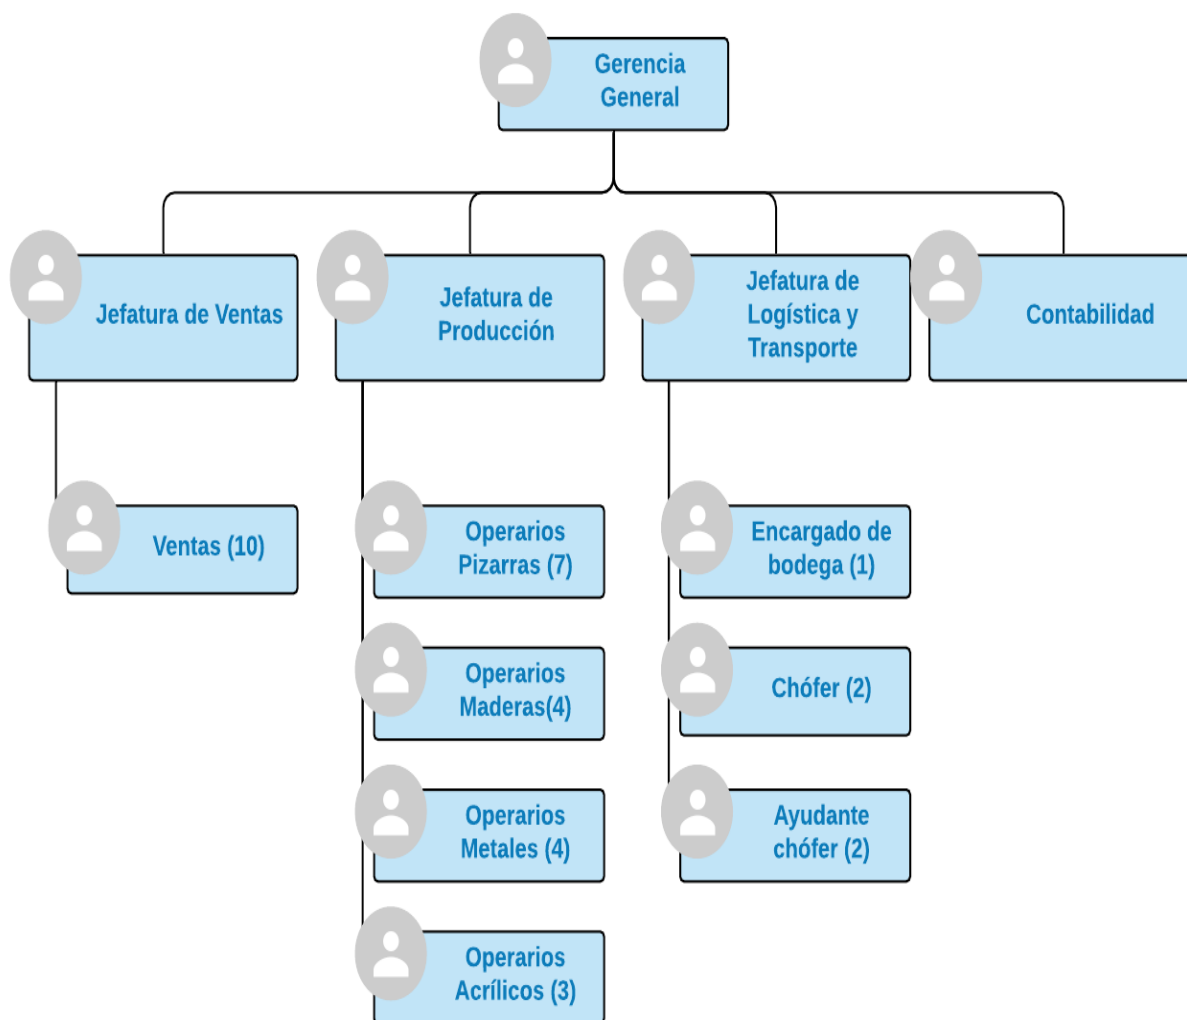 Gerencia
General
Jefatura de Ventas
Jefatura de
Producción
Jefatura de
Logística y
Transporte
Contabilidad
Ventas (10)
Operarios
Pizarras (7)
Encargado de
bodega (1)
Operarios
Maderas(4)
Chófer (2)
Operarios
Metales (4)
Ayudante
chófer (2)
Operarios
Acrílicos (3)